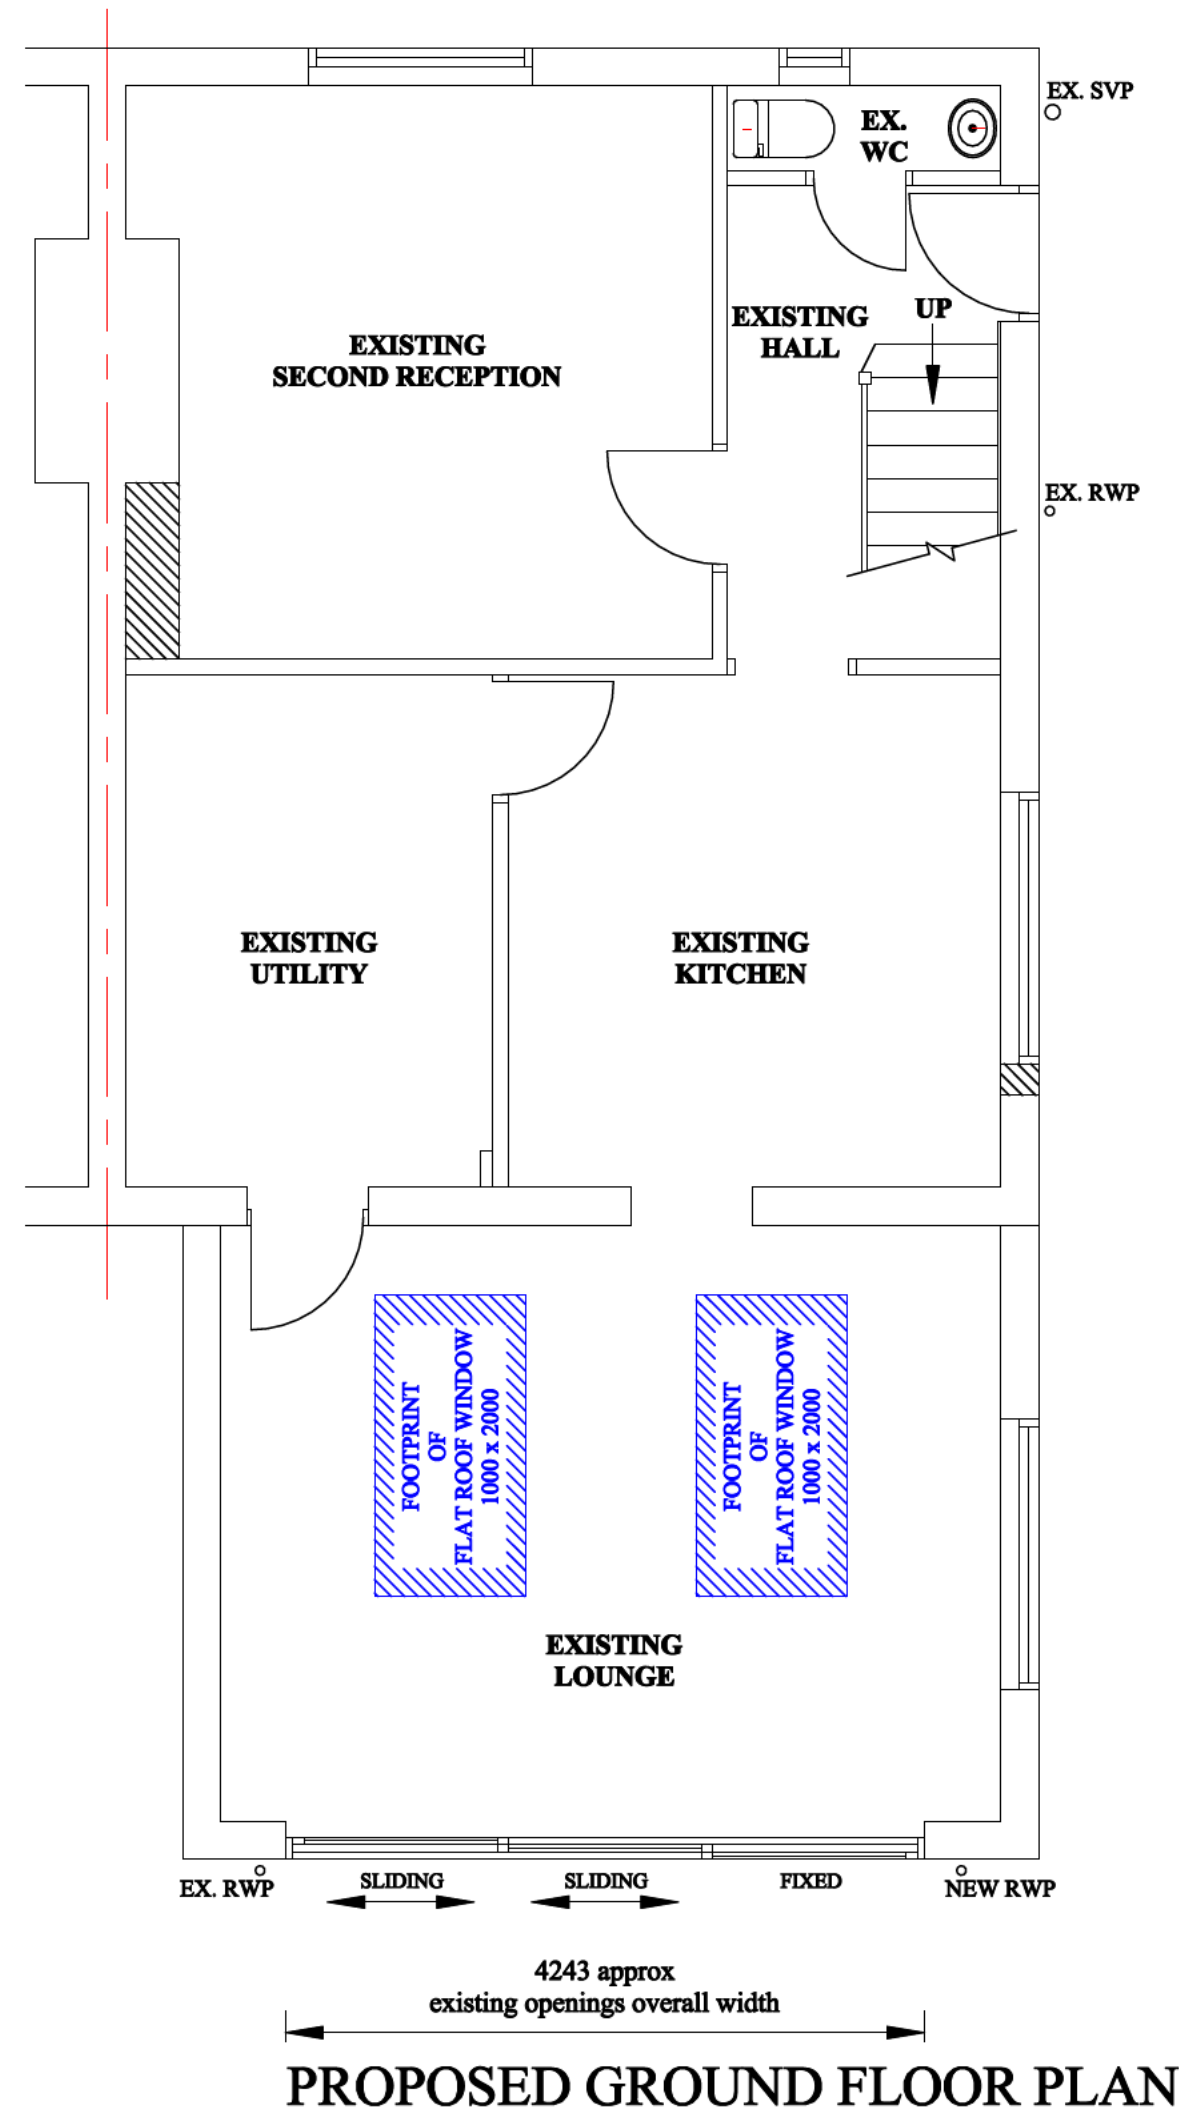 EX. SVP
EX.
WC
EXISTING
HALL
UP
EXISTING
SECOND RECEPTION
EX. RWP
EXISTING
UTILITY
EXISTING
KITCHEN
FOOTPRINT
OF
FLAT ROOF WINDOW
1000 x 2000
FOOTPRINT
OF
FLAT ROOF WINDOW
1000 x 2000
EXISTING
LOUNGE
EX. RWP
SLIDING
SLIDING
FIXED
NEW RWP
4243 approx
existing openings overall width
PROPOSED GROUND FLOOR PLAN